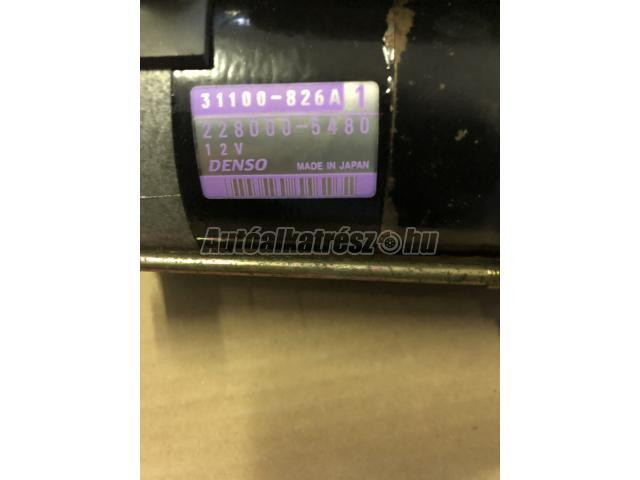 31100-826A 1
228000-5480
12V
DENSO MADE IN JAPAN
Autóalkatrész.hu